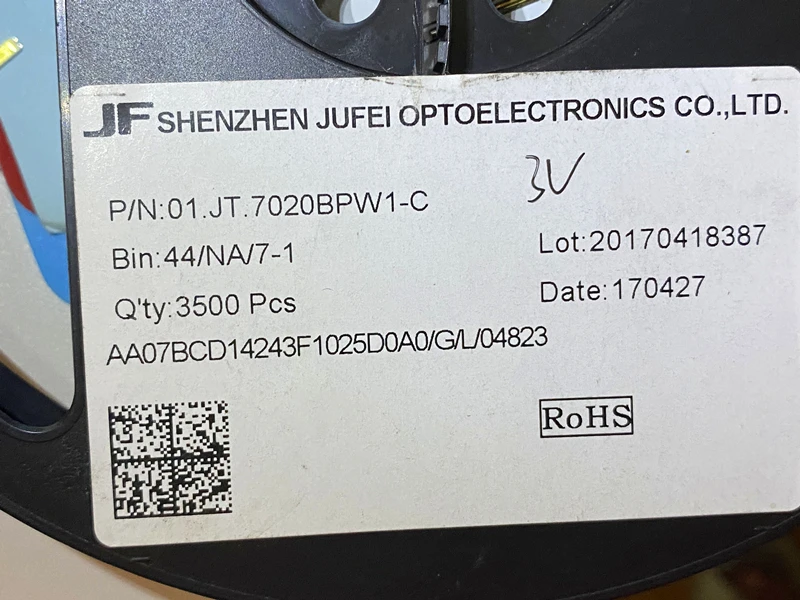 JF SHENZHEN JUFEI OPTOELECTRONICS CO.,LTD.
3V
P/N:01.JT.7020BPW1-C
Bin:44/NA/7-1
Lot:20170418387
Q'ty:3500 Pcs
Date:170427
AA07BCD14243F1025D0A0/G/L/04823
RoHS